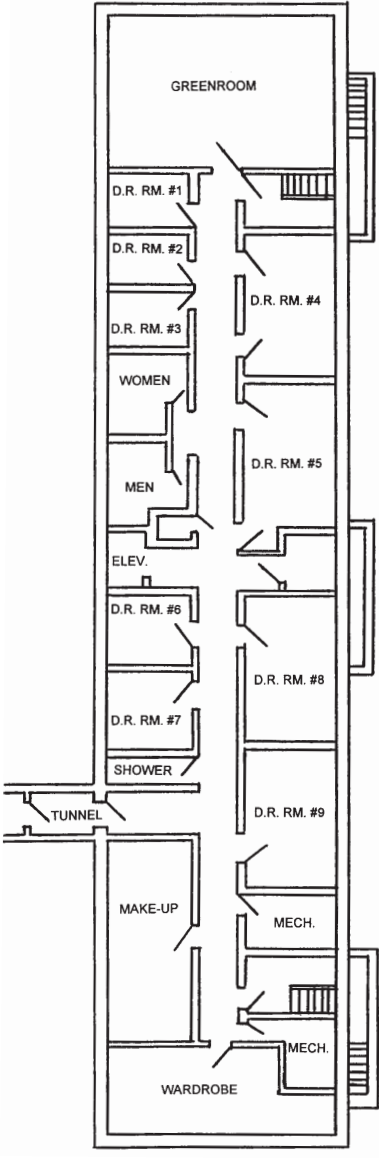 GREENROOM
D.R. RM. #1
D.R. RM. #2
D.R. RM. #4
D.R. RM. #3
WOMEN
D.R. RM. #5
MEN
ELEV.
D.R. RM. #6
D.R. RM. #8
D.R. RM. #7
SHOWER
TUNNEL
D.R. RM. #9
MAKE-UP
MECH.
MECH.
WARDROBE